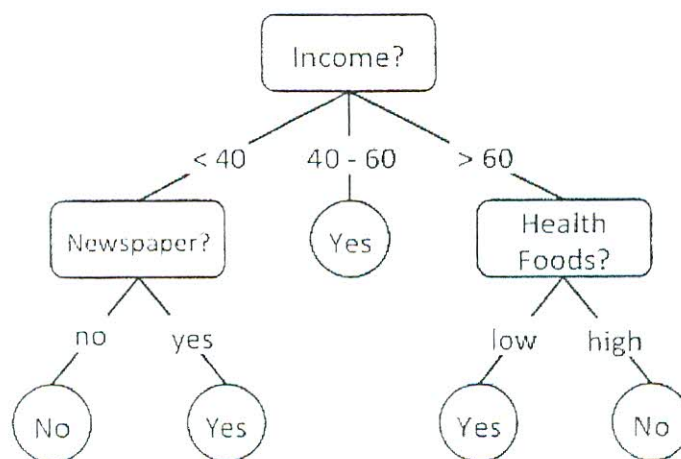 Income?
< 40
40 - 60
> 60
Newspaper?
Yes
Health
Foods?
no
yes
low
high
No
Yes
Yes
No